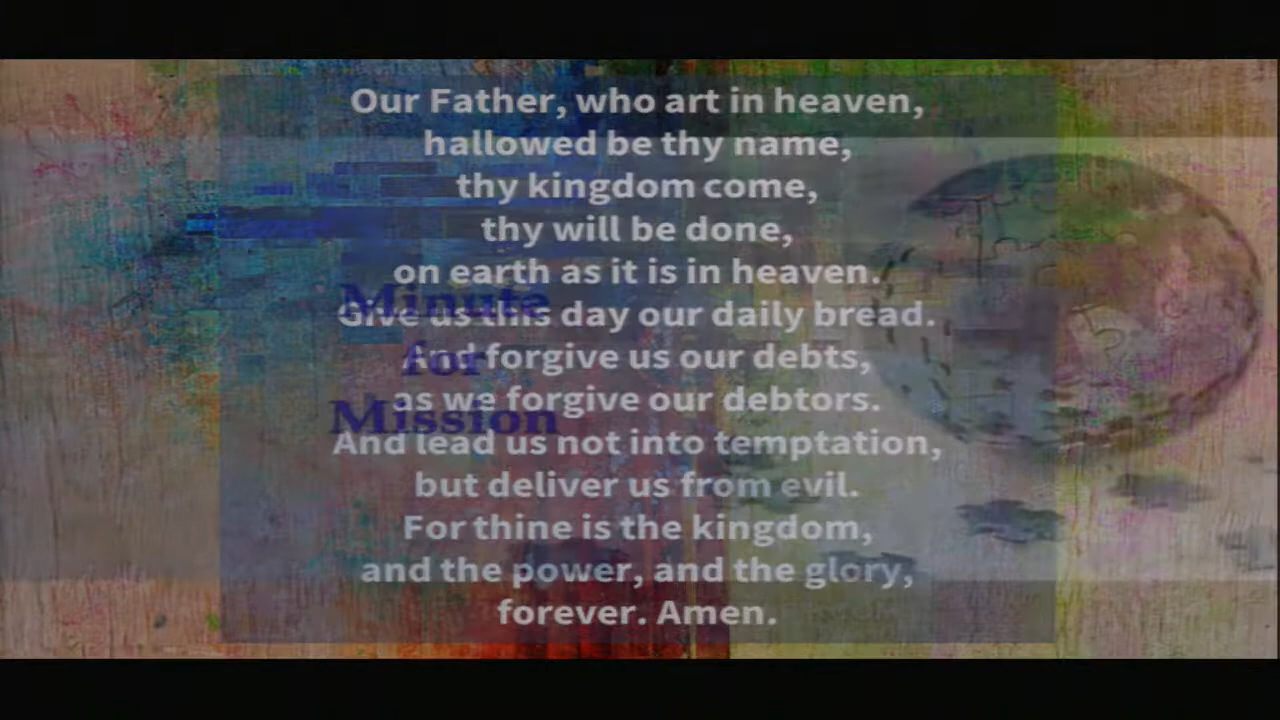 Our Father, who art in heaven,
hallowed be thy name,
thy kingdom come,
thy will be done,
on earth as it is in heaven.
Give us this day our daily bread.
And forgive us our debts,
as we forgive our debtors.
And lead us not into temptation,
but deliver us from evil.
For thine is the kingdom,
and the power, and the glory,
forever. Amen.
Minute
for
Mission